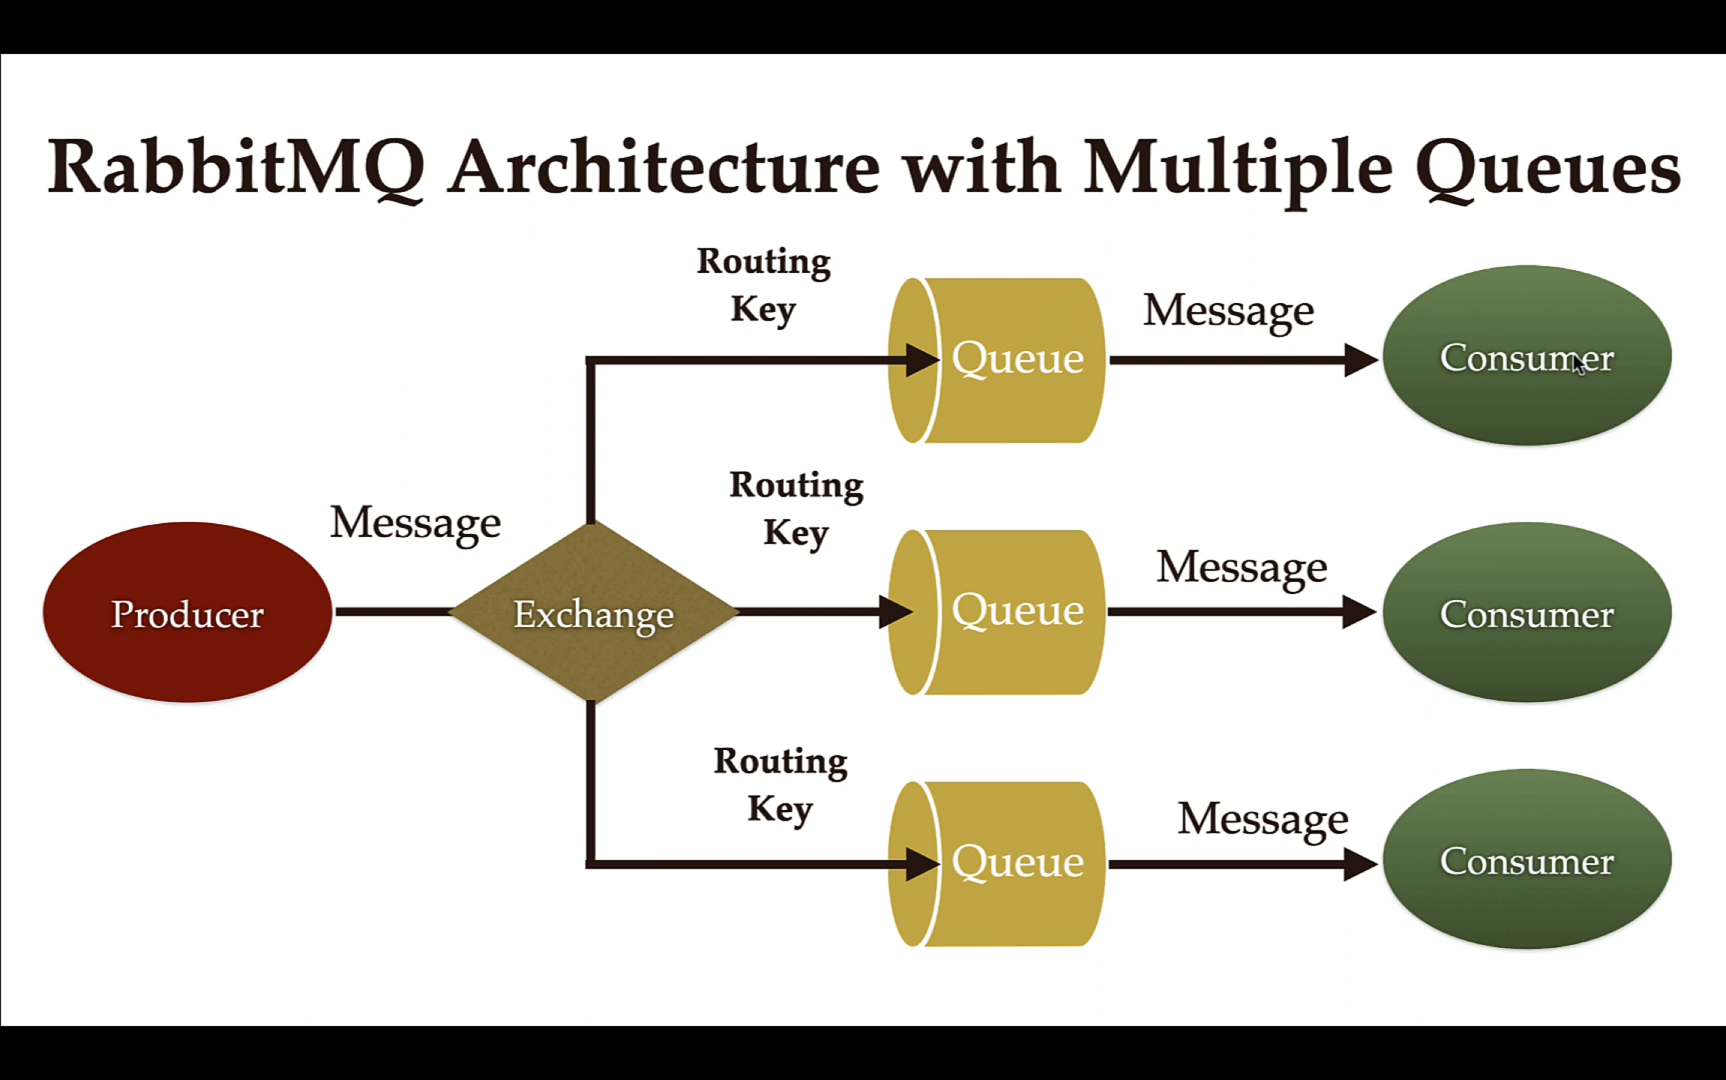 RabbitMQ Architecture with Multiple Queues
Routing
Key
Queue
Message
Consumer
Producer
Message
Exchange
Routing
Key
Queue
Message
Consumer
Routing
Key
Queue
Message
Consumer